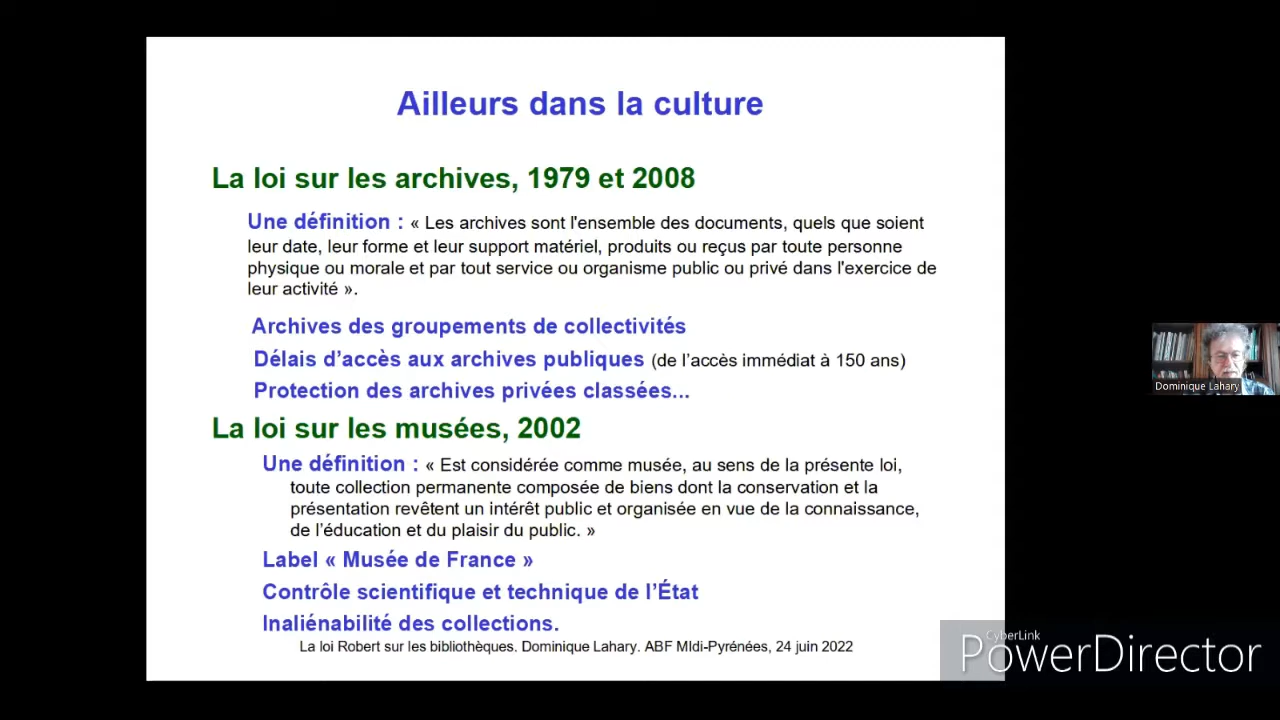 Ailleurs dans la culture
La loi sur les archives, 1979 et 2008
Une définition : « Les archives sont l'ensemble des documents, quels que soient
leur date, leur forme et leur support matériel, produits ou reçus par toute personne
physique ou morale et par tout service ou organisme public ou privé dans l'exercice de
leur activité ».
Archives des groupements de collectivités
Délais d’accès aux archives publiques (de l’accès immédiat à 150 ans)
Protection des archives privées classées...
La loi sur les musées, 2002
Une définition : « Est considérée comme musée, au sens de la présente loi,
toute collection permanente composée de biens dont la conservation et la
présentation revêtent un intérêt public et organisée en vue de la connaissance,
de l’éducation et du plaisir du public. »
Label « Musée de France »
Contrôle scientifique et technique de l’État
Inaliénabilité des collections.
La loi Robert sur les bibliothèques. Dominique Lahary. ABF MIdi-Pyrénées, 24 juin 2022
Dominique Lahary
CyberLink
PowerDirector